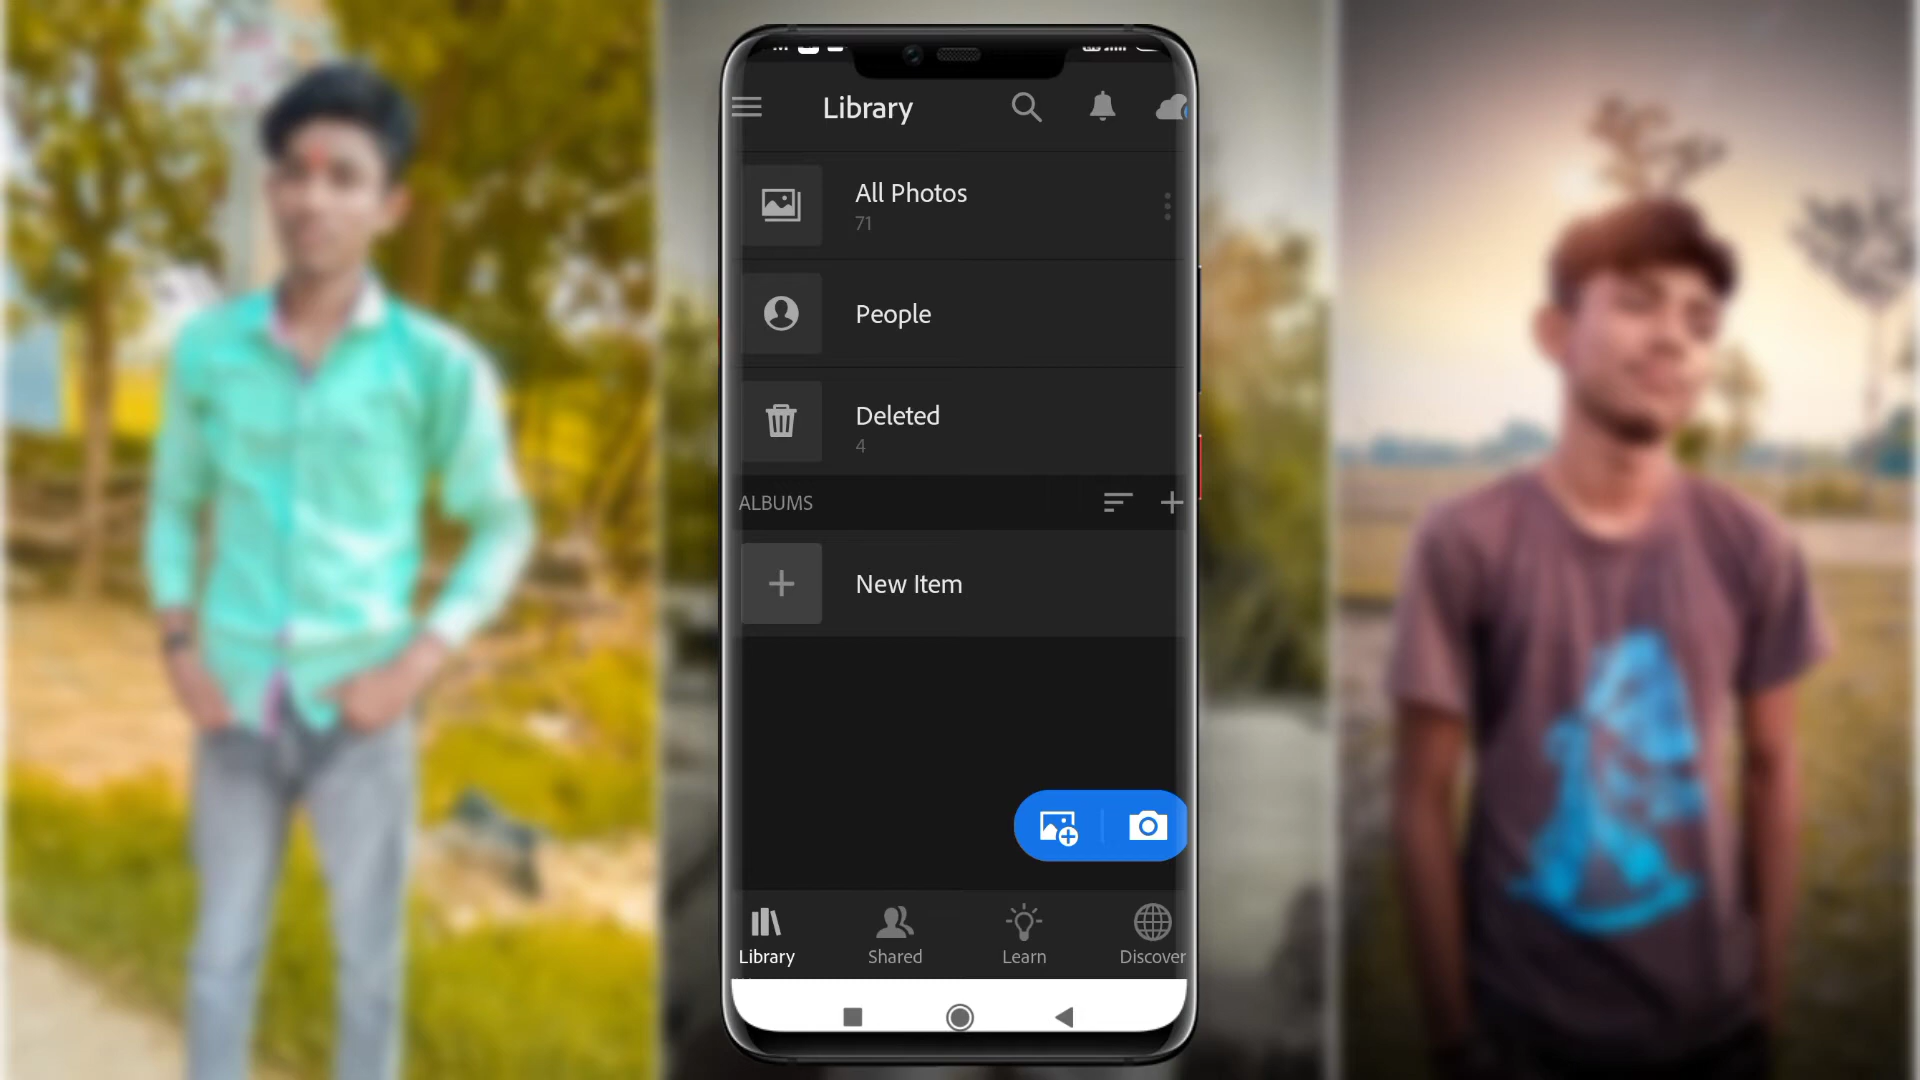 Library
All Photos
71
People
Deleted
4
ALBUMS
New Item
Library
Shared
Learn
Discover